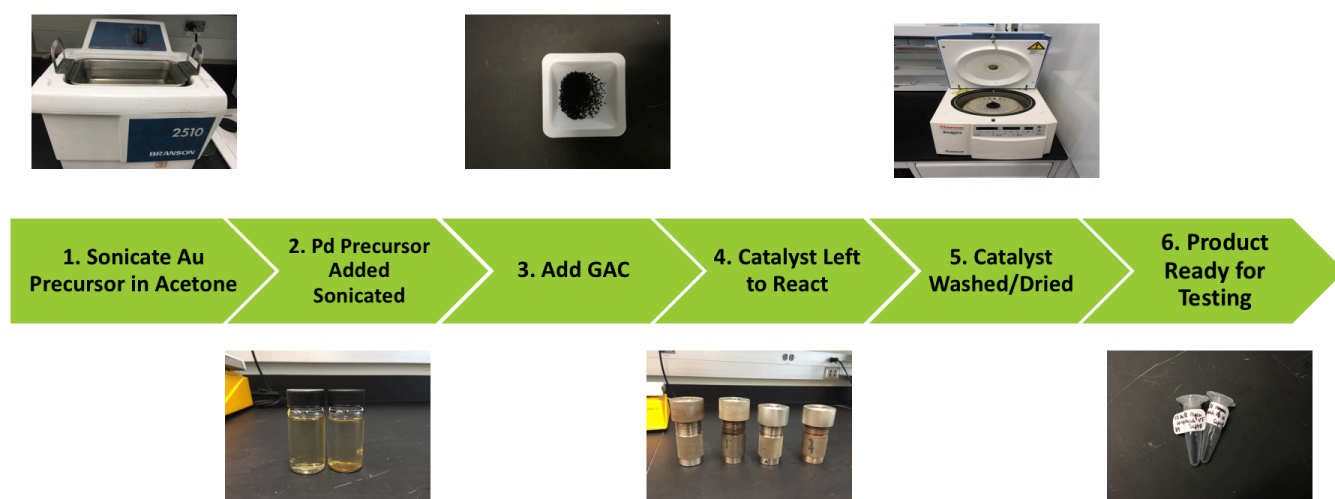 2510
BRANSON
1. Sonicate Au
Precursor in Acetone
2. Pd Precursor
Added
Sonicated
3. Add GAC
4. Catalyst Left
to React
5. Catalyst
Washed/Dried
6. Product
Ready for
Testing